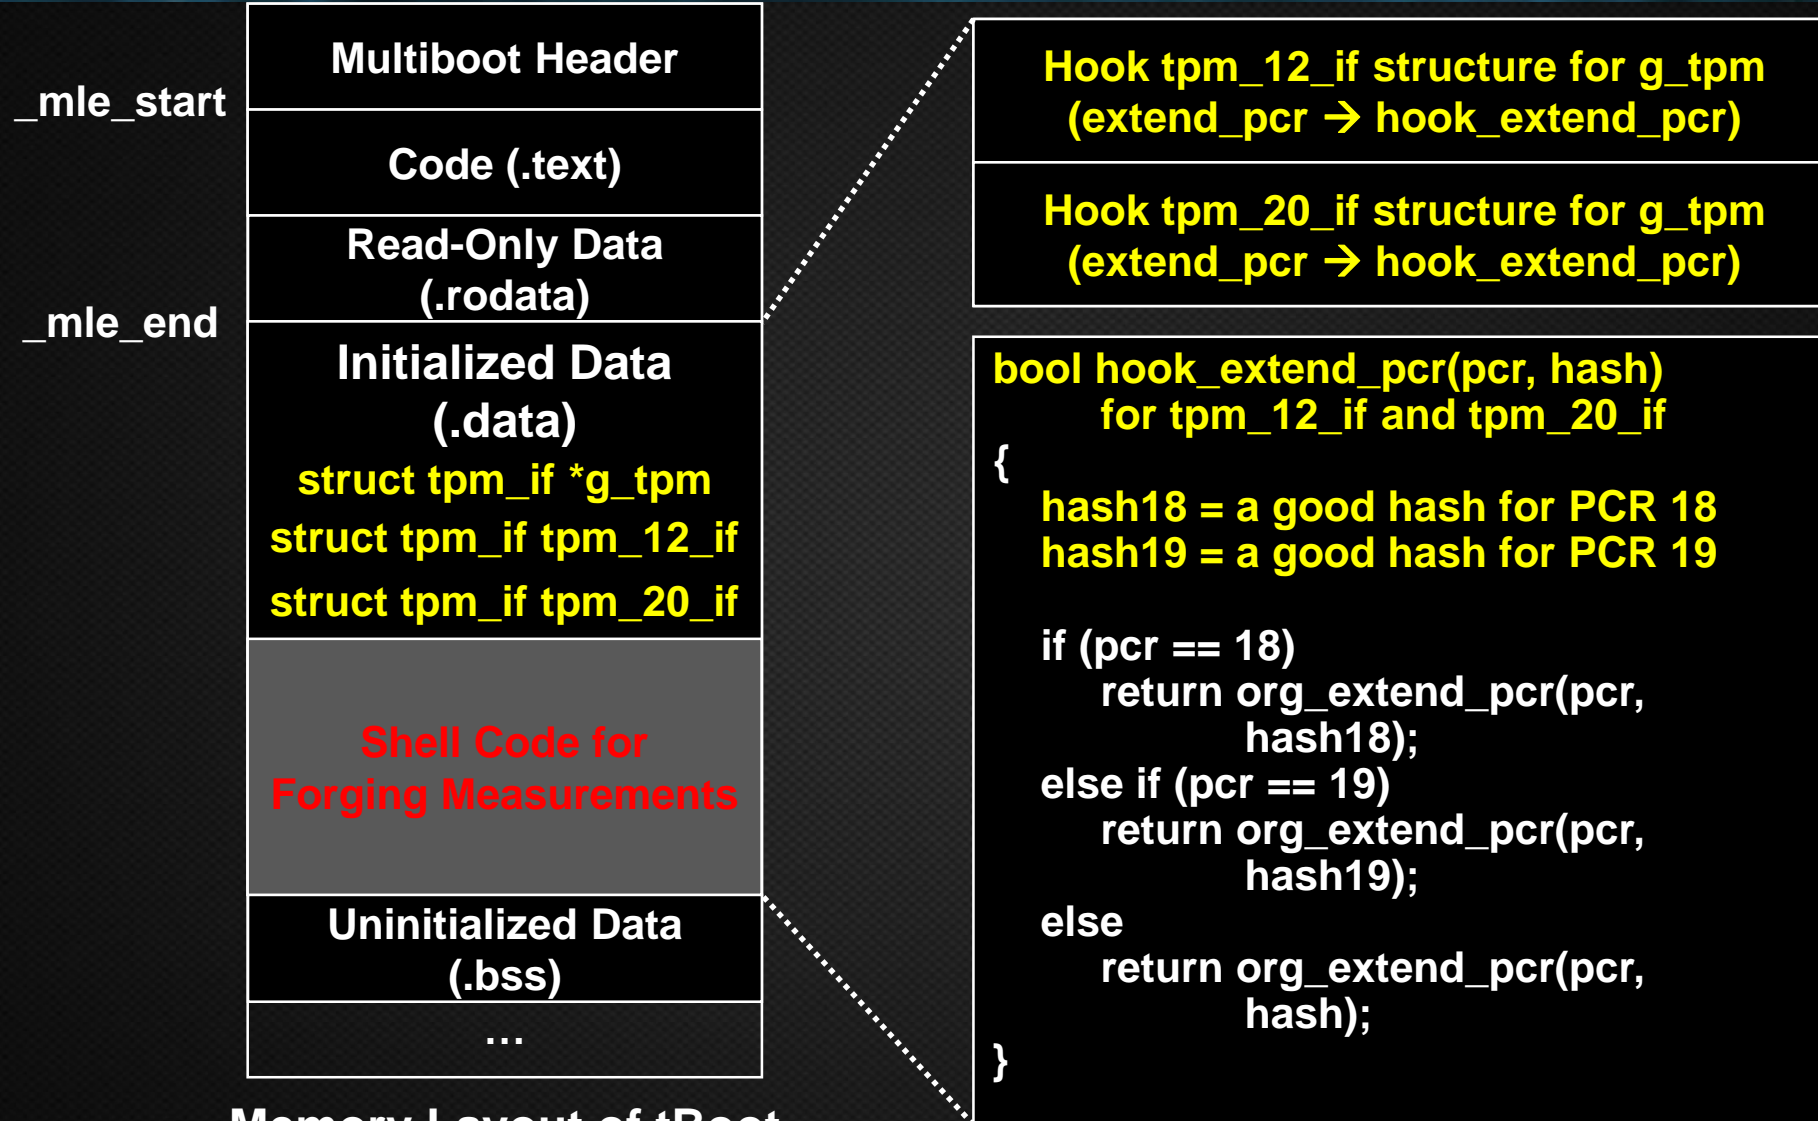 Multiboot Header
_mle_start
Code (.text)
Read-Only Data
(.rodata)
_mle_end
Initialized Data
(.data)
struct tpm_if *g_tpm
struct tpm_if tpm_12_if
struct tpm_if tpm_20_if
Shell Code for
Forging Measurements
Uninitialized Data
(.bss)
…
Memory Layout of tBoot
Hook tpm_12_if structure for g_tpm
(extend_pcr → hook_extend_pcr)
Hook tpm_20_if structure for g_tpm
(extend_pcr → hook_extend_pcr)
bool hook_extend_pcr(pcr, hash)
for tpm_12_if and tpm_20_if
{
hash18 = a good hash for PCR 18
hash19 = a good hash for PCR 19
if (pcr == 18)
return org_extend_pcr(pcr,
hash18);
else if (pcr == 19)
return org_extend_pcr(pcr,
hash19);
else
return org_extend_pcr(pcr,
hash);
}